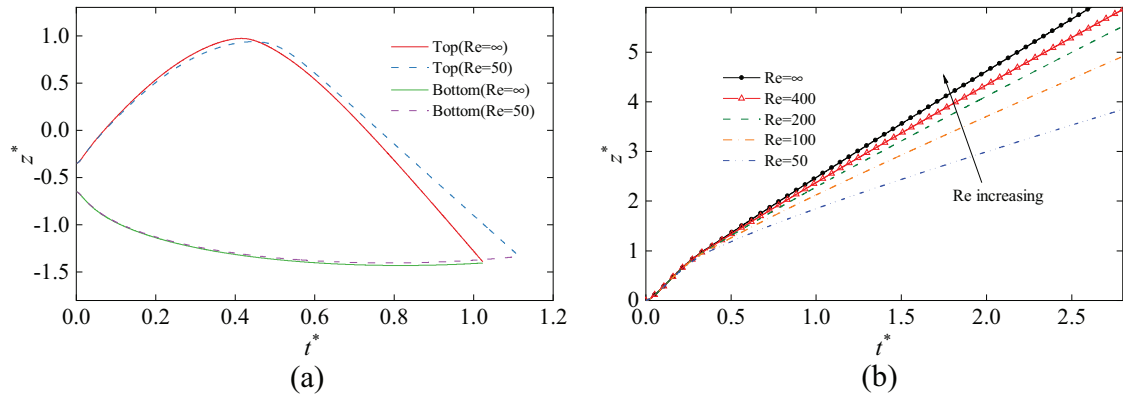 1.0
0.5
0.0
-0.5
-1.0
-1.5
z*
0.0 0.2 0.4 0.6 0.8 1.0 1.2
t*
Top(Re=∞)
Top(Re=50)
Bottom(Re=∞)
Bottom(Re=50)
(a)
5
4
3
2
1
0
z*
0.0 0.5 1.0 1.5 2.0 2.5
t*
Re=∞
Re=400
Re=200
Re=100
Re=50
Re increasing
(b)